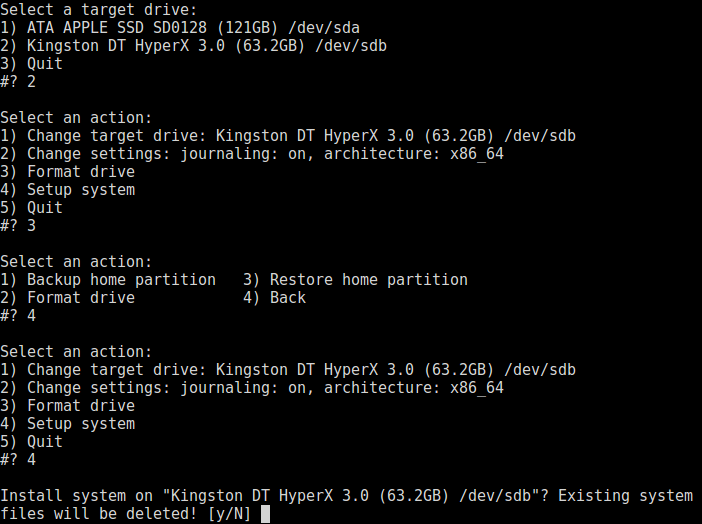 Select a target drive:
1) ATA APPLE SSD SD0128 (121GB) /dev/sda
2) Kingston DT HyperX 3.0 (63.2GB) /dev/sdb
3) Quit
#? 2

Select an action:
1) Change target drive: Kingston DT HyperX 3.0 (63.2GB) /dev/sdb
2) Change settings: journaling: on, architecture: x86_64
3) Format drive
4) Setup system
5) Quit
#? 3

Select an action:
1) Backup home partition   3) Restore home partition
2) Format drive            4) Back
#? 4

Select an action:
1) Change target drive: Kingston DT HyperX 3.0 (63.2GB) /dev/sdb
2) Change settings: journaling: on, architecture: x86_64
3) Format drive
4) Setup system
5) Quit
#? 4

Install system on "Kingston DT HyperX 3.0 (63.2GB) /dev/sdb"? Existing system
files will be deleted! [y/N]